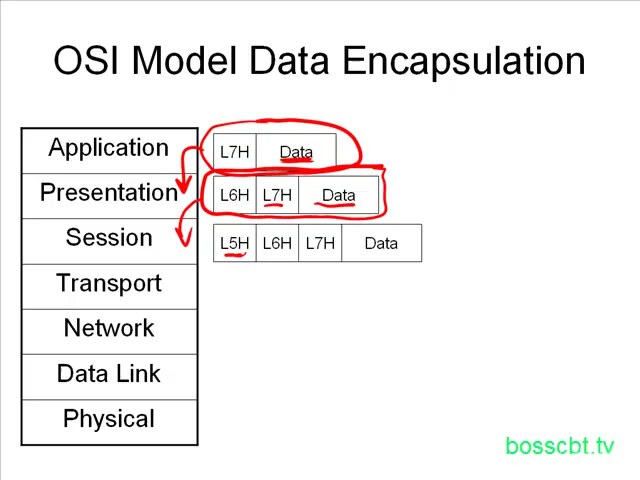 OSI Model Data Encapsulation
Application L7H Data
Presentation L6H L7H Data
Session L5H L6H L7H Data
Transport
Network
Data Link
Physical
bosscbt.tv